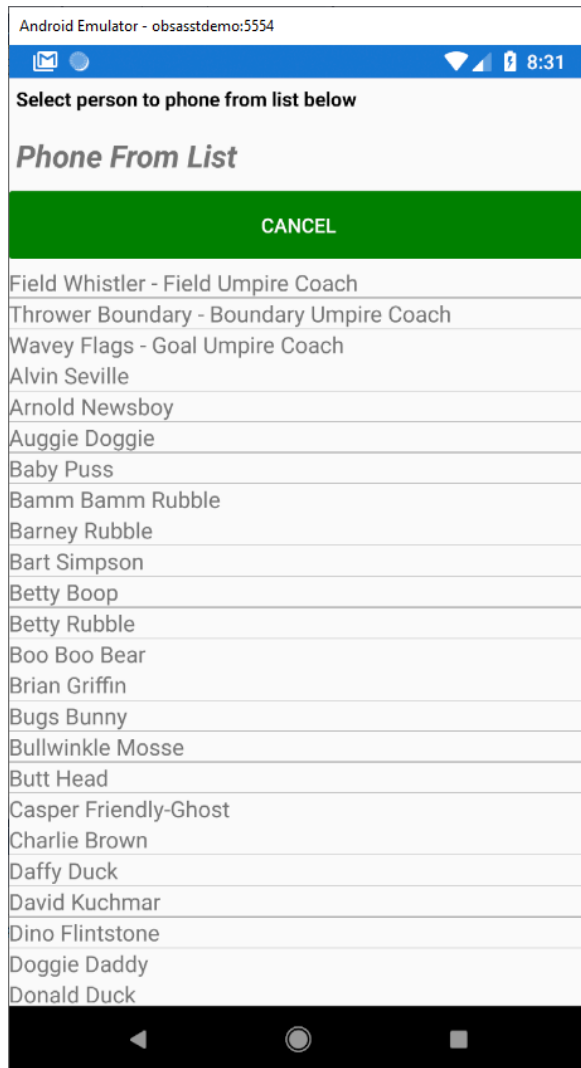 Android Emulator - obsasstdemo:5554
8:31
Select person to phone from list below
Phone From List
CANCEL
Field Whistler - Field Umpire Coach
Thrower Boundary - Boundary Umpire Coach
Wavey Flags - Goal Umpire Coach
Alvin Seville
Arnold Newsboy
Auggie Doggie
Baby Puss
Bamm Bamm Rubble
Barney Rubble
Bart Simpson
Betty Boop
Betty Rubble
Boo Boo Bear
Brian Griffin
Bugs Bunny
Bullwinkle Mosse
Butt Head
Casper Friendly-Ghost
Charlie Brown
Daffy Duck
David Kuchmar
Dino Flintstone
Doggie Daddy
Donald Duck